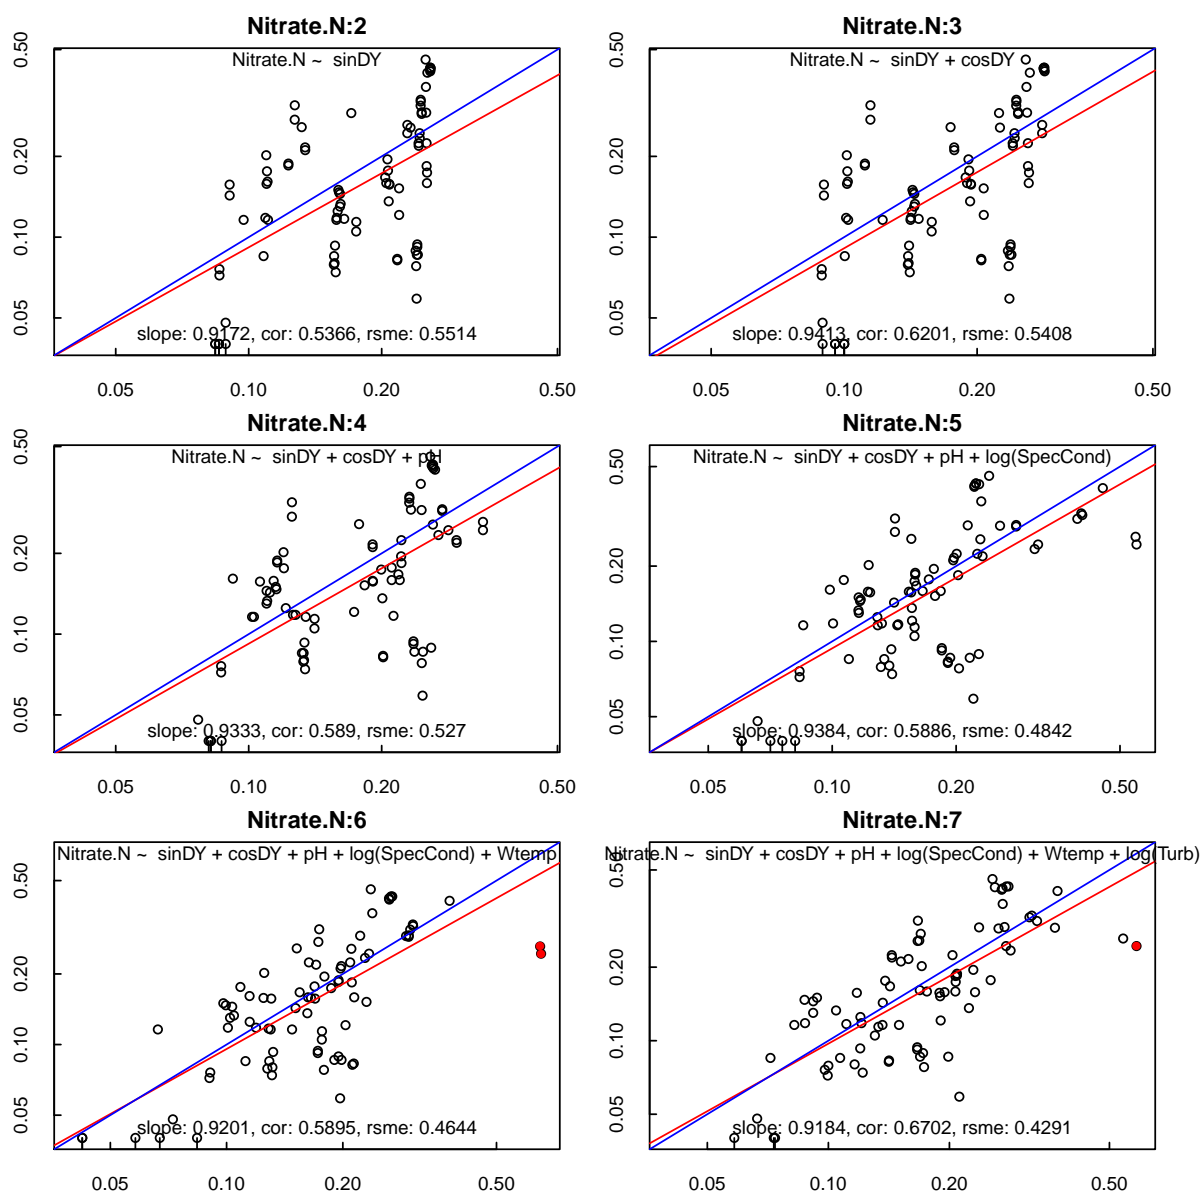 Nitrate.N:2
Nitrate.N ~ sinDY
slope: 0.9172, cor: 0.5366, rsme: 0.5514
0.50
0.20
0.10
0.05
0.05 0.10 0.20 0.50
Nitrate.N:3
Nitrate.N ~ sinDY + cosDY
slope: 0.9413, cor: 0.6201, rsme: 0.5408
0.50
0.20
0.10
0.05
0.05 0.10 0.20 0.50
Nitrate.N:4
Nitrate.N ~ sinDY + cosDY + pH
slope: 0.9333, cor: 0.589, rsme: 0.527
0.50
0.20
0.10
0.05
0.05 0.10 0.20 0.50
Nitrate.N:5
Nitrate.N ~ sinDY + cosDY + pH + log(SpecCond)
slope: 0.9384, cor: 0.5886, rsme: 0.4842
0.50
0.20
0.10
0.05
0.05 0.10 0.20 0.50
Nitrate.N:6
Nitrate.N ~ sinDY + cosDY + pH + log(SpecCond) + Wtemp
slope: 0.9201, cor: 0.5895, rsme: 0.4644
0.50
0.20
0.10
0.05
0.05 0.10 0.20 0.50
Nitrate.N:7
Nitrate.N ~ sinDY + cosDY + pH + log(SpecCond) + Wtemp + log(Turb)
slope: 0.9184, cor: 0.6702, rsme: 0.4291
0.50
0.20
0.10
0.05
0.05 0.10 0.20 0.50